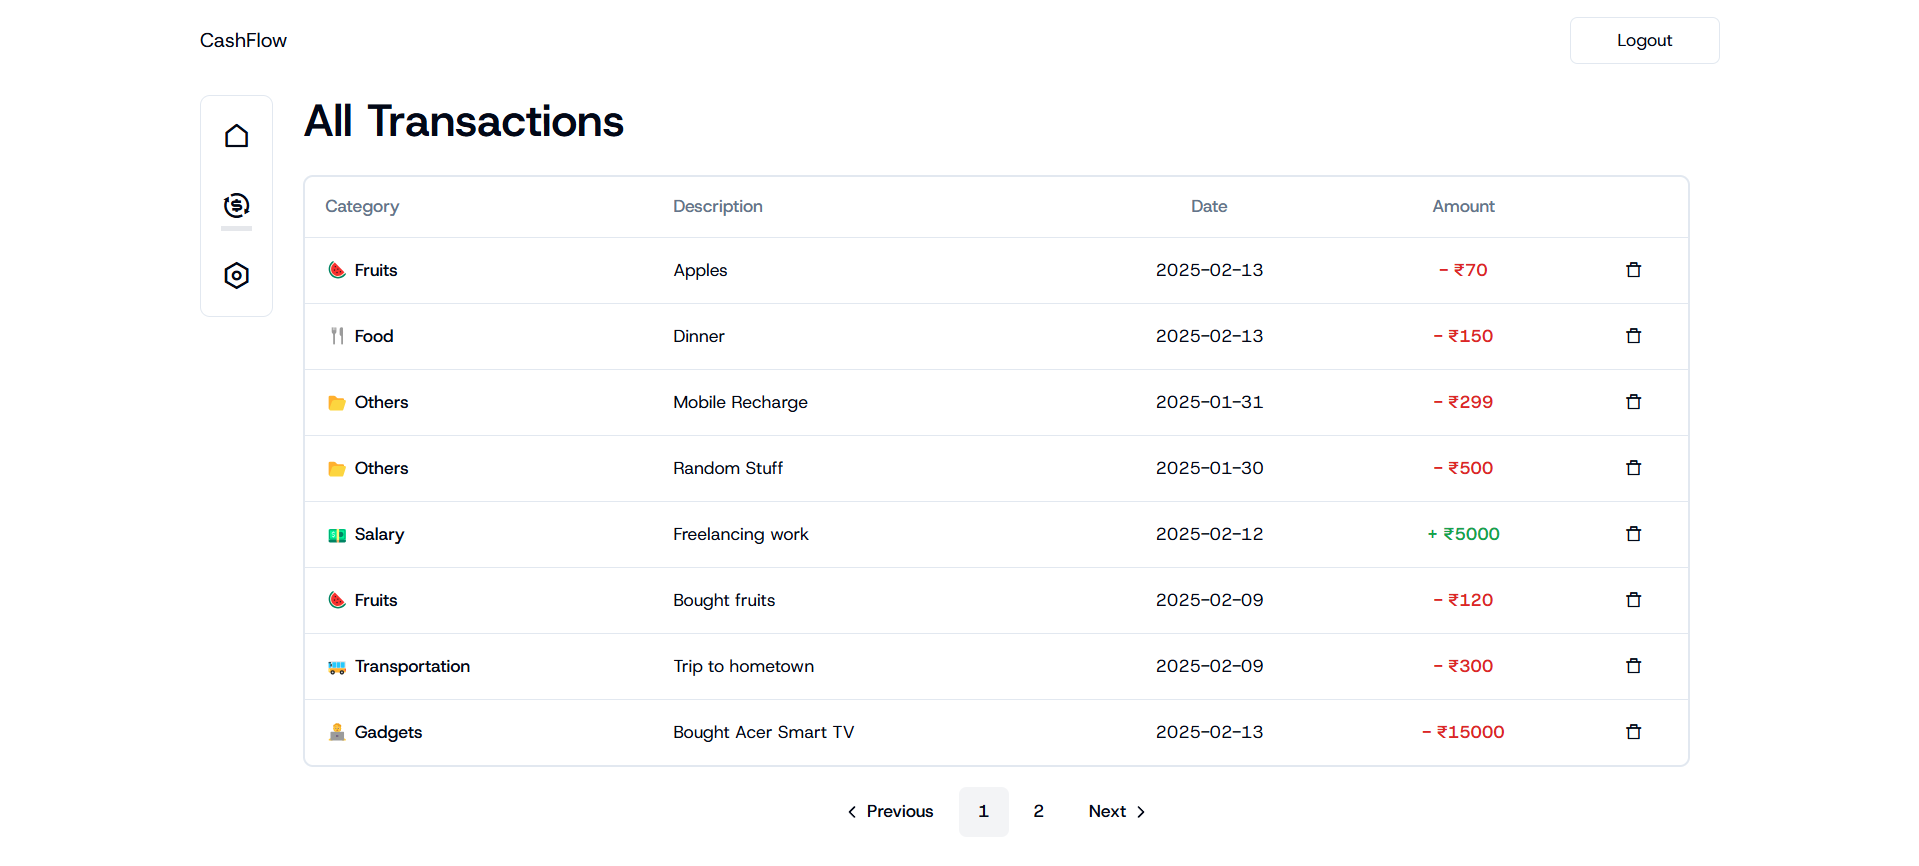 CashFlow
Logout
All Transactions
Category Description Date Amount
Fruits Apples 2025-02-13 - ₹70
Food Dinner 2025-02-13 - ₹150
Others Mobile Recharge 2025-01-31 - ₹299
Others Random Stuff 2025-01-30 - ₹500
Salary Freelancing work 2025-02-12 + ₹5000
Fruits Bought fruits 2025-02-09 - ₹120
Transportation Trip to hometown 2025-02-09 - ₹300
Gadgets Bought Acer Smart TV 2025-02-13 - ₹15000
Previous 1 2 Next